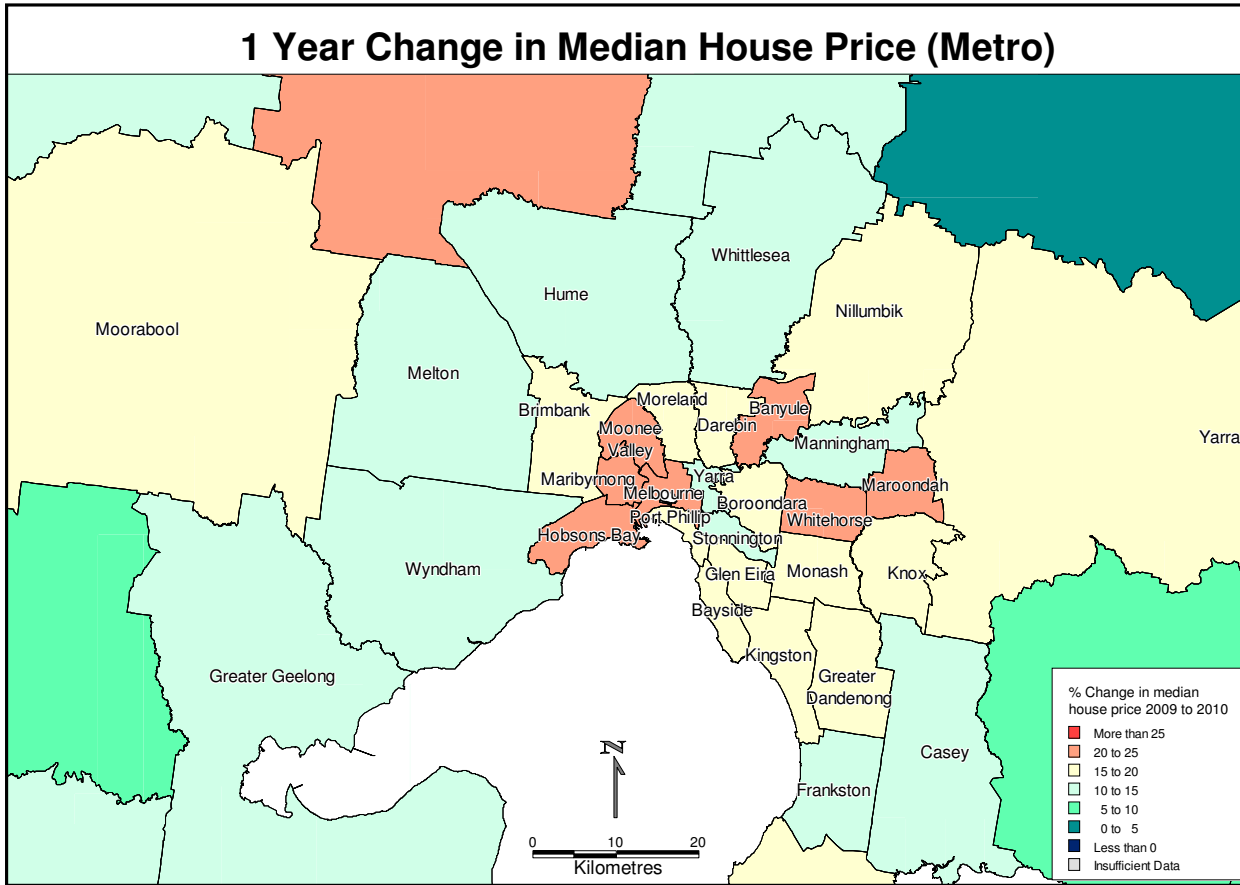 1 Year Change in Median House Price (Metro)
Whittlesea
Hume
Nillumbik
Moorabool
Melton
Brimbank
Moreland
Banyule
Darebin
Moonee
Valley
Manningham
Yarra
Maribyrnong
Yarra
Maroondah
Melbourne
Boroondara
Port Phillip
Whitehorse
Hobsons Bay
Stonnington
Wyndham
Glen Eira
Monash
Knox
Bayside
Kingston
Greater Geelong
Greater
Dandenong
Casey
Frankston
N
0 10 20
Kilometres
% Change in median
house price 2009 to 2010
More than 25
20 to 25
15 to 20
10 to 15
5 to 10
0 to 5
Less than 0
Insufficient Data